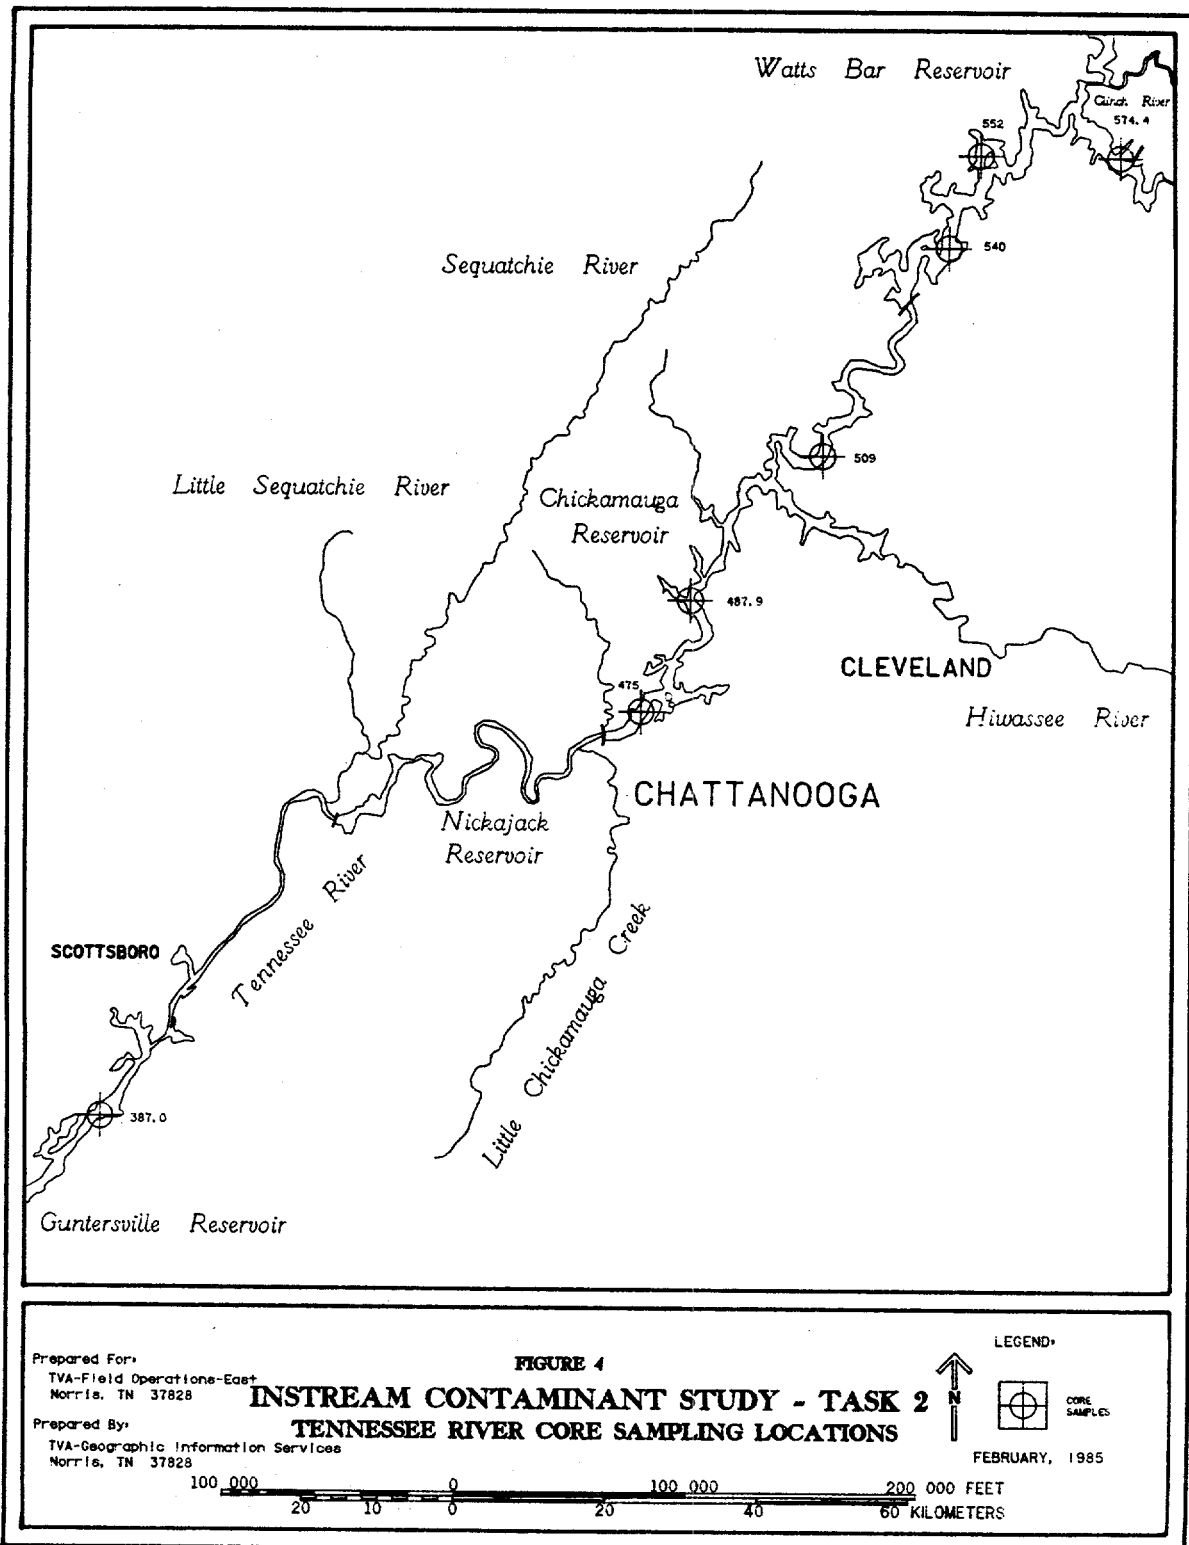 Watts Bar Reservoir
Clinch River
574.4
552
540
Sequatchie River
509
Little Sequatchie River
Chickamauga
Reservoir
487.9
CLEVELAND
475
Hiwassee River
CHATTANOOGA
Nickajack
Reservoir
Tennessee River
SCOTTSBORO
Little Chickamauga Creek
387.0
Guntersville Reservoir
Prepared For:
TVA-Field Operations-East
Norris, TN 37828
Prepared By:
TVA-Geographic Information Services
Norris, TN 37828
FIGURE 4
INSTREAM CONTAMINANT STUDY - TASK 2
TENNESSEE RIVER CORE SAMPLING LOCATIONS
N
LEGEND:
CORE
SAMPLES
FEBRUARY, 1985
100 000 0 100 000 200 000 FEET
20 10 0 20 40 60 KILOMETERS